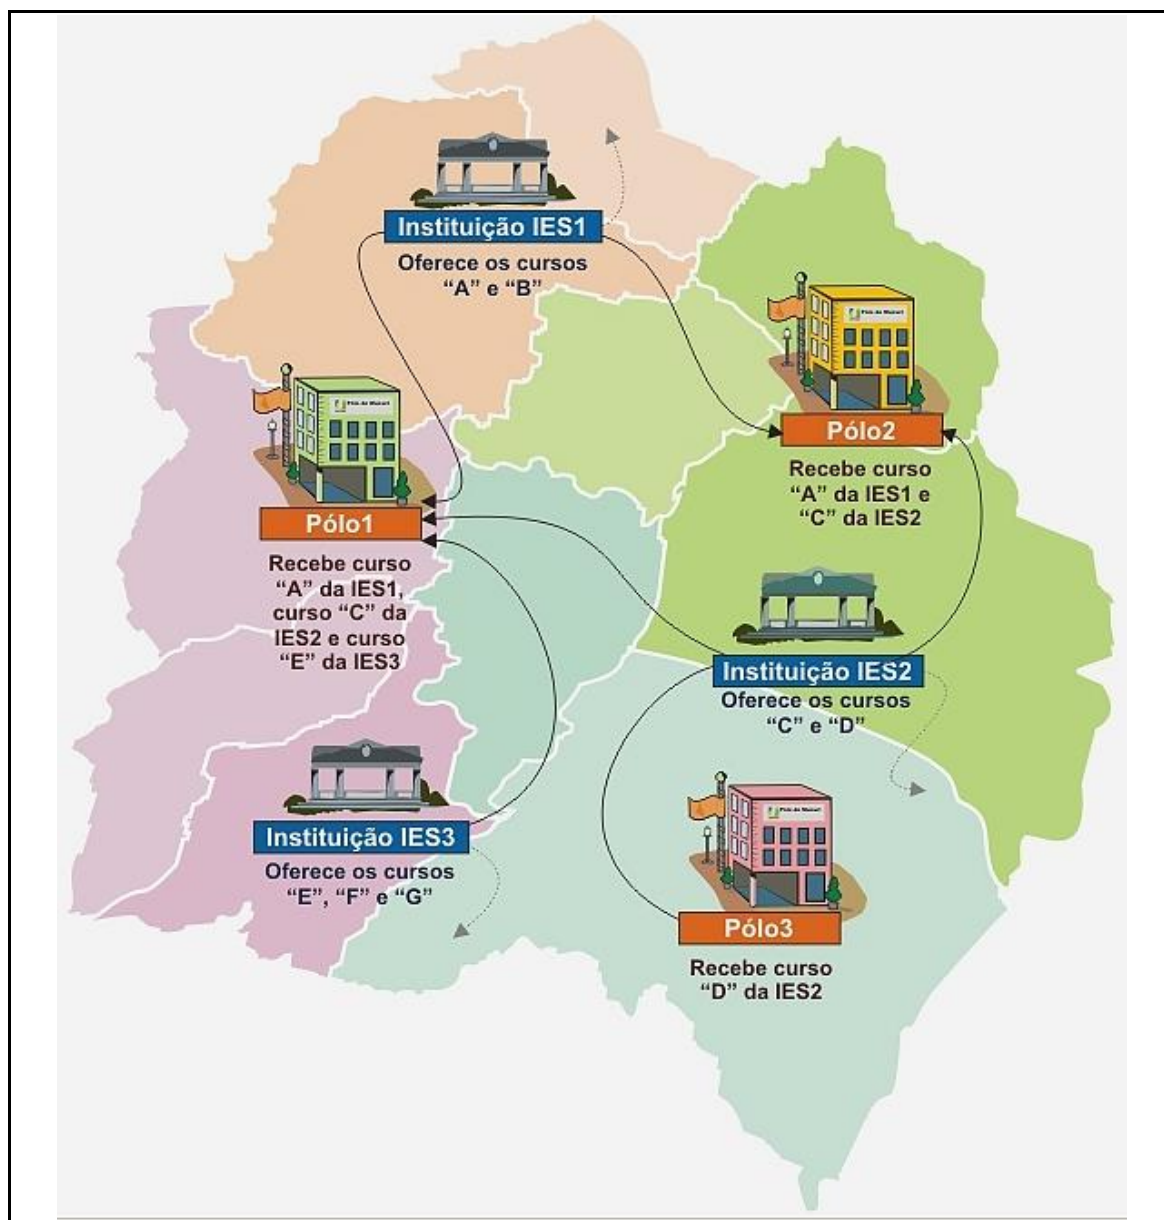 Instituição IES1
Oferece os cursos
“A” e “B”
Pólo2
Recebe curso
“A” da IES1 e
“C” da IES2
Pólo1
Recebe curso
“A” da IES1,
curso “C” da
IES2 e curso
“E” da IES3
Instituição IES2
Oferece os cursos
“C” e “D”
Instituição IES3
Oferece os cursos
“E”, “F” e “G”
Pólo3
Recebe curso
“D” da IES2